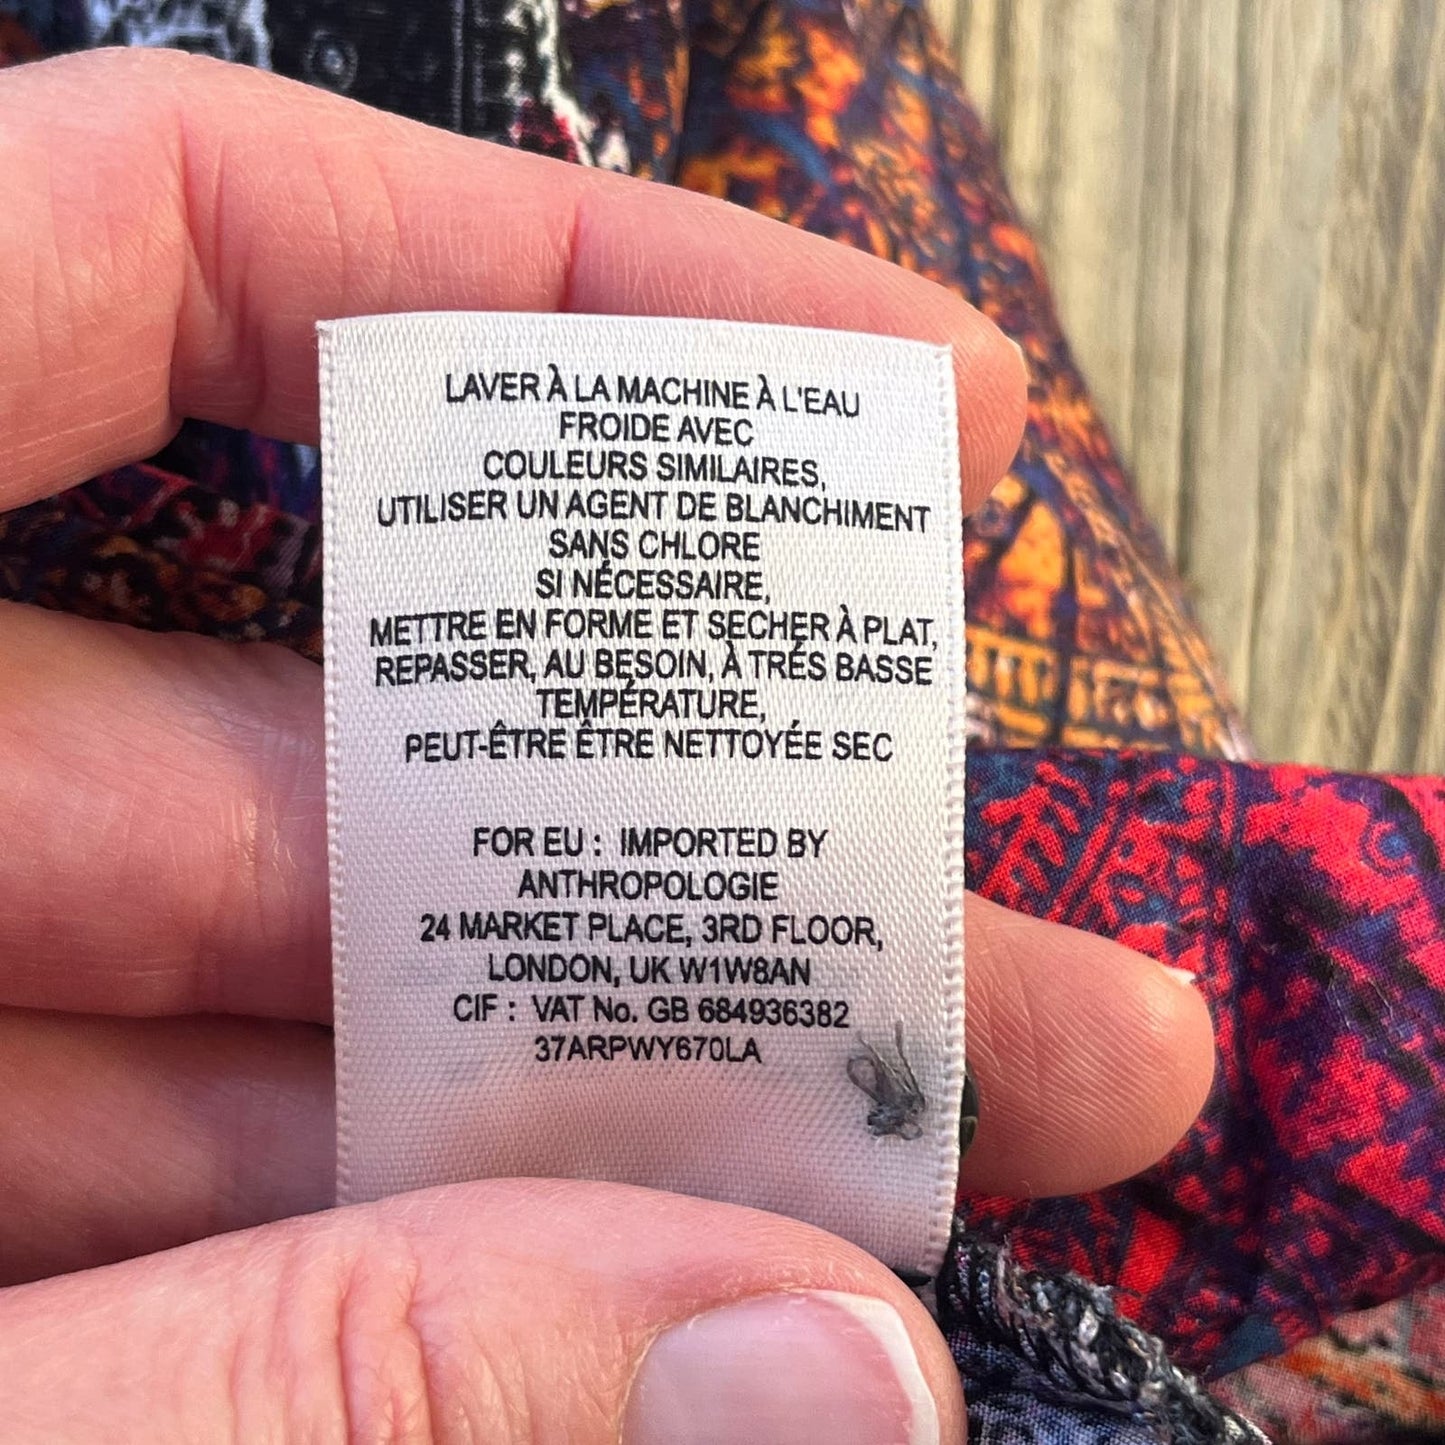 LAVER À LA MACHINE À L'EAU
FROIDE AVEC
COULEURS SIMILAIRES,
UTILISER UN AGENT DE BLANCHIMENT
SANS CHLORE
SI NÉCESSAIRE,
METTRE EN FORME ET SECHER À PLAT,
REPASSER, AU BESOIN, À TRÉS BASSE
TEMPÉRATURE,
PEUT-ÊTRE ÊTRE NETTOYÉE SEC
FOR EU : IMPORTED BY
ANTHROPOLOGIE
24 MARKET PLACE, 3RD FLOOR,
LONDON, UK W1W8AN
CIF : VAT No. GB 684936382
37ARPWY670LA